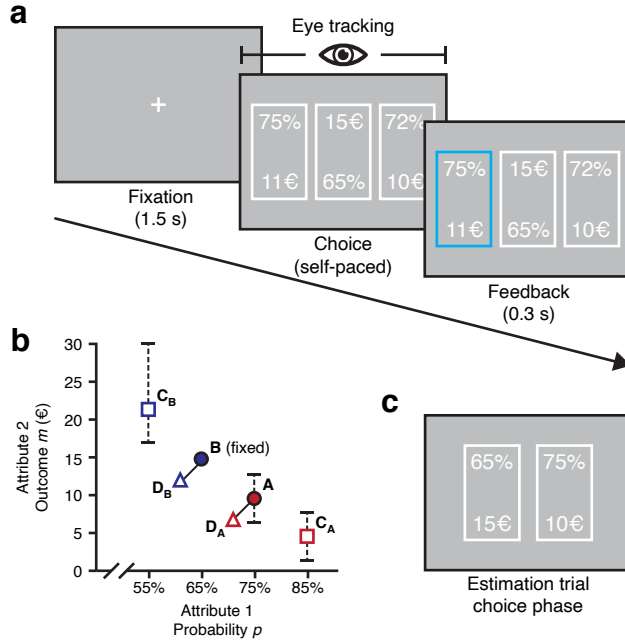 a
Eye tracking
+
Fixation
(1.5 s)
75% 15€ 72%
11€ 65% 10€
Choice
(self-paced)
75% 15€ 72%
11€ 65% 10€
Feedback
(0.3 s)
b
Attribute 2
Outcome m (€)
30
25
20
15
10
5
0
C_B
B (fixed)
D_B
A
D_A
C_A
55% 65% 75% 85%
Attribute 1
Probability p
c
65% 75%
15€ 10€
Estimation trial
choice phase